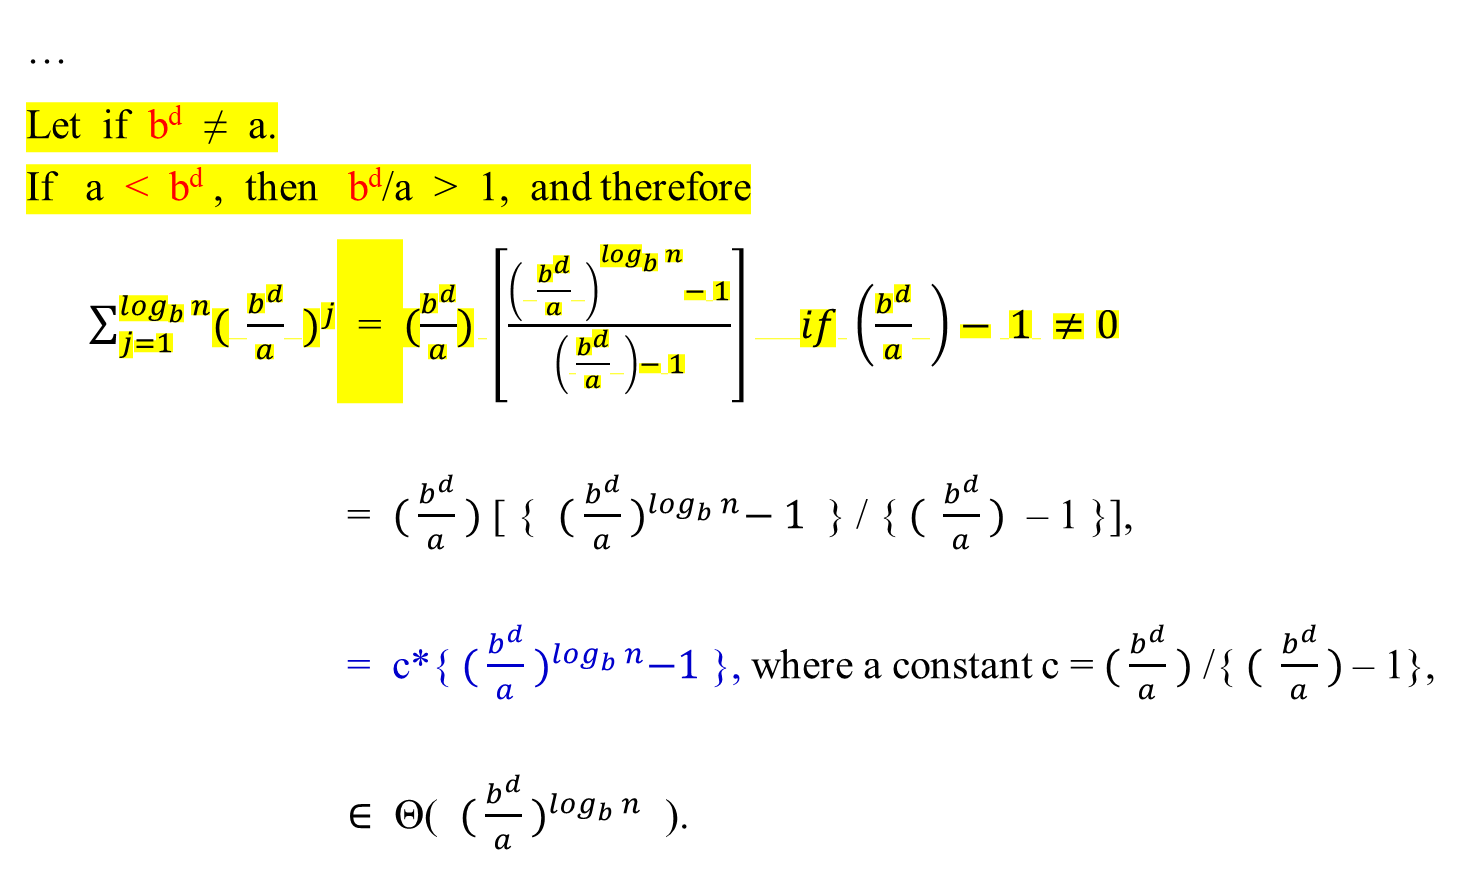 …
Let if b^d ≠ a.
If a < b^d , then b^d/a > 1, and therefore
∑_{j=1}^{log_b n} ( b^d/a )^j = (b^d/a) [ (( b^d/a )^{log_b n} − 1) / (( b^d/a ) − 1) ] if ( b^d/a ) − 1 ≠ 0
= ( b^d/a ) [ { ( b^d/a )^{log_b n} − 1 } / { ( b^d/a ) – 1 }],
= c*{ ( b^d/a )^{log_b n} −1 }, where a constant c = ( b^d/a ) /{ ( b^d/a ) – 1},
∈ Θ( ( b^d/a )^{log_b n} ).